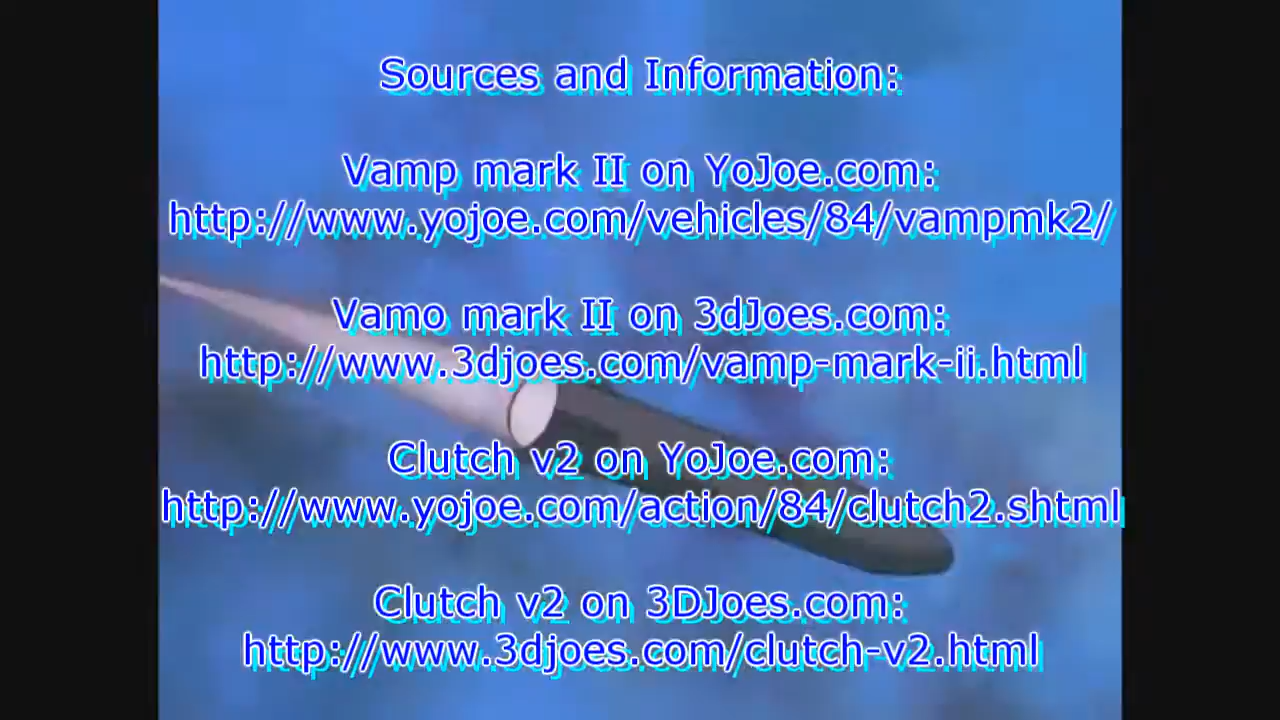 Sources and Information:
Vamp mark II on YoJoe.com:
http://www.yojoe.com/vehicles/84/vampmk2/
Vamo mark II on 3dJoes.com:
http://www.3djoes.com/vamp-mark-ii.html
Clutch v2 on YoJoe.com:
http://www.yojoe.com/action/84/clutch2.shtml
Clutch v2 on 3DJoes.com:
http://www.3djoes.com/clutch-v2.html